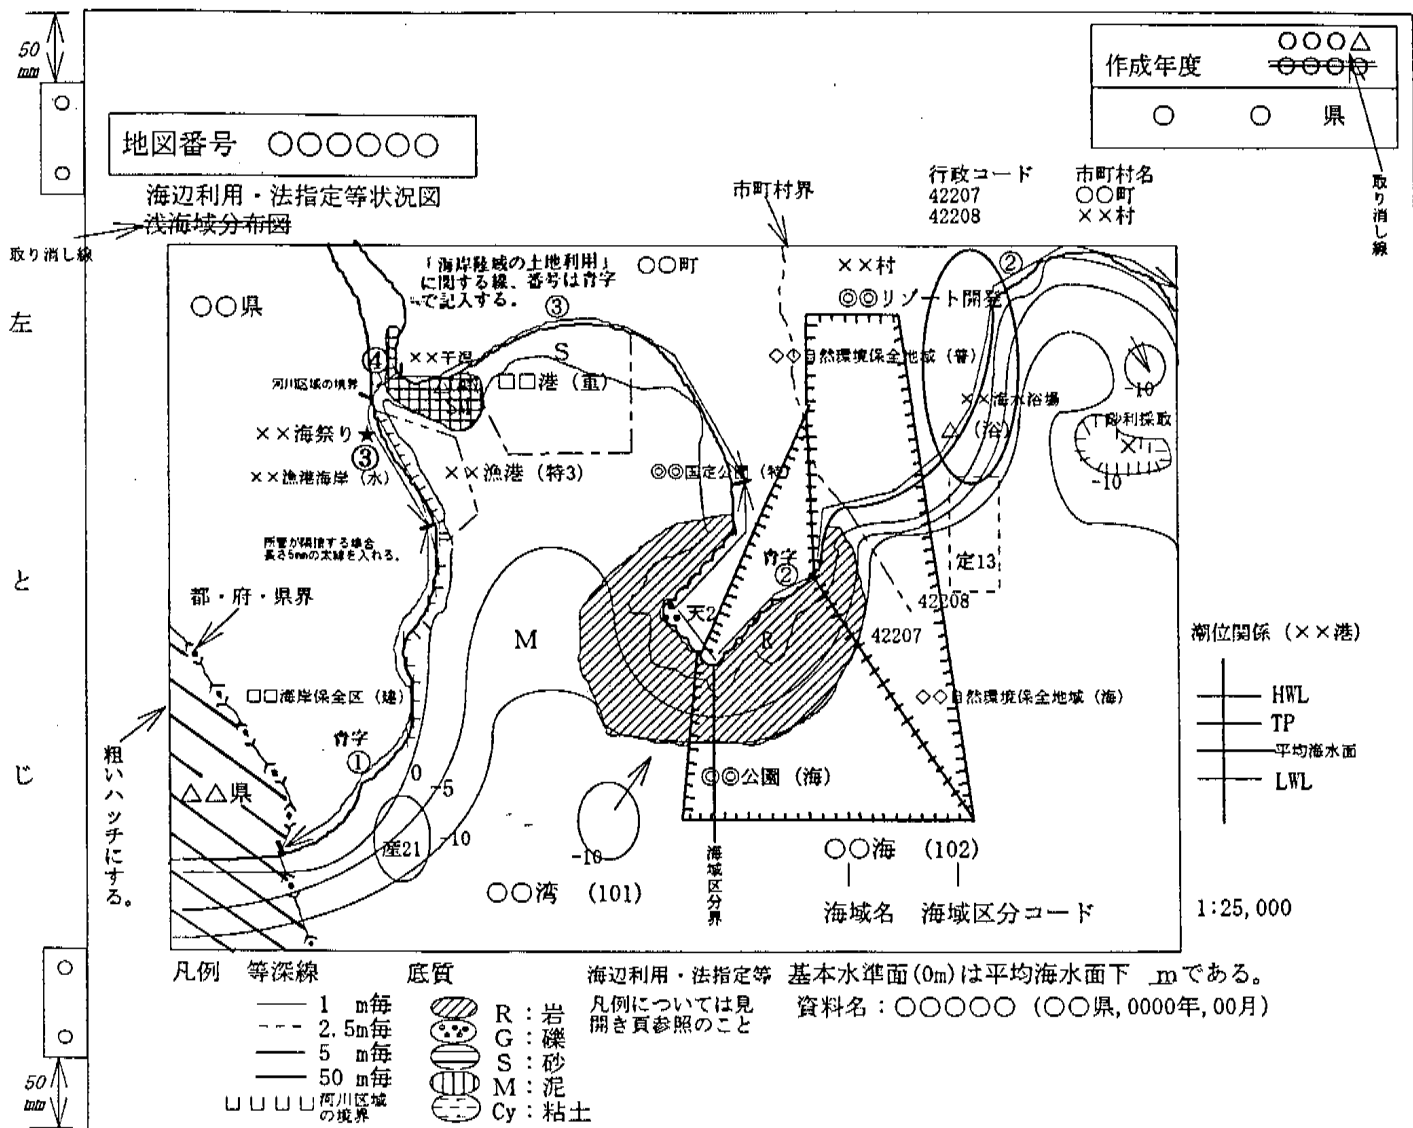 50
mm
作成年度 ○○○△
○○○○
○ ○ 県
地図番号 ○○○○○○
海辺利用・法指定等状況図
浅海域分布図
取り消し線
取り消し線
行政コード 市町村名
42207 ○○町
42208 ××村
市町村界
左
と
じ
「海岸陸域の土地利用」
に関する線、番号は青字
で記入する。
○○県
○○町
××村
◎◎リゾート開発
②
③
S
④
××干潟
□□港 (重)
◇◇自然環境保全地域 (普)
河川区域の境界
-10
××海水浴場
△ (浴)
砂利採取
×
-10
××海祭り★
③
××漁港海岸 (水)
××漁港 (特3)
◎◎国定公園 (特)
所管が隣接する場合
長さ5mmの太線を入れる。
青字
②
定13
都・府・県界
天2
42208
42207
M
R
潮位関係 (××港)
HWL
TP
平均海水面
LWL
□□海岸保全区 (建)
◇◇自然環境保全地域 (海)
青字
①
粗いハッチにする。
△△県
0
-5
-10
産21
-10
◎◎公園 (海)
海域区分界
○○湾 (101)
○○海 (102)
海域名 海域区分コード
1:25,000
凡例 等深線
1 m毎
2.5m毎
5 m毎
50 m毎
河川区域
の境界
底質
R:岩
G:礫
S:砂
M:泥
Cy:粘土
海辺利用・法指定等
凡例については見
開き頁参照のこと
基本水準面(0m)は平均海水面下 mである。
資料名:○○○○○ (○○県,0000年,00月)
50
mm